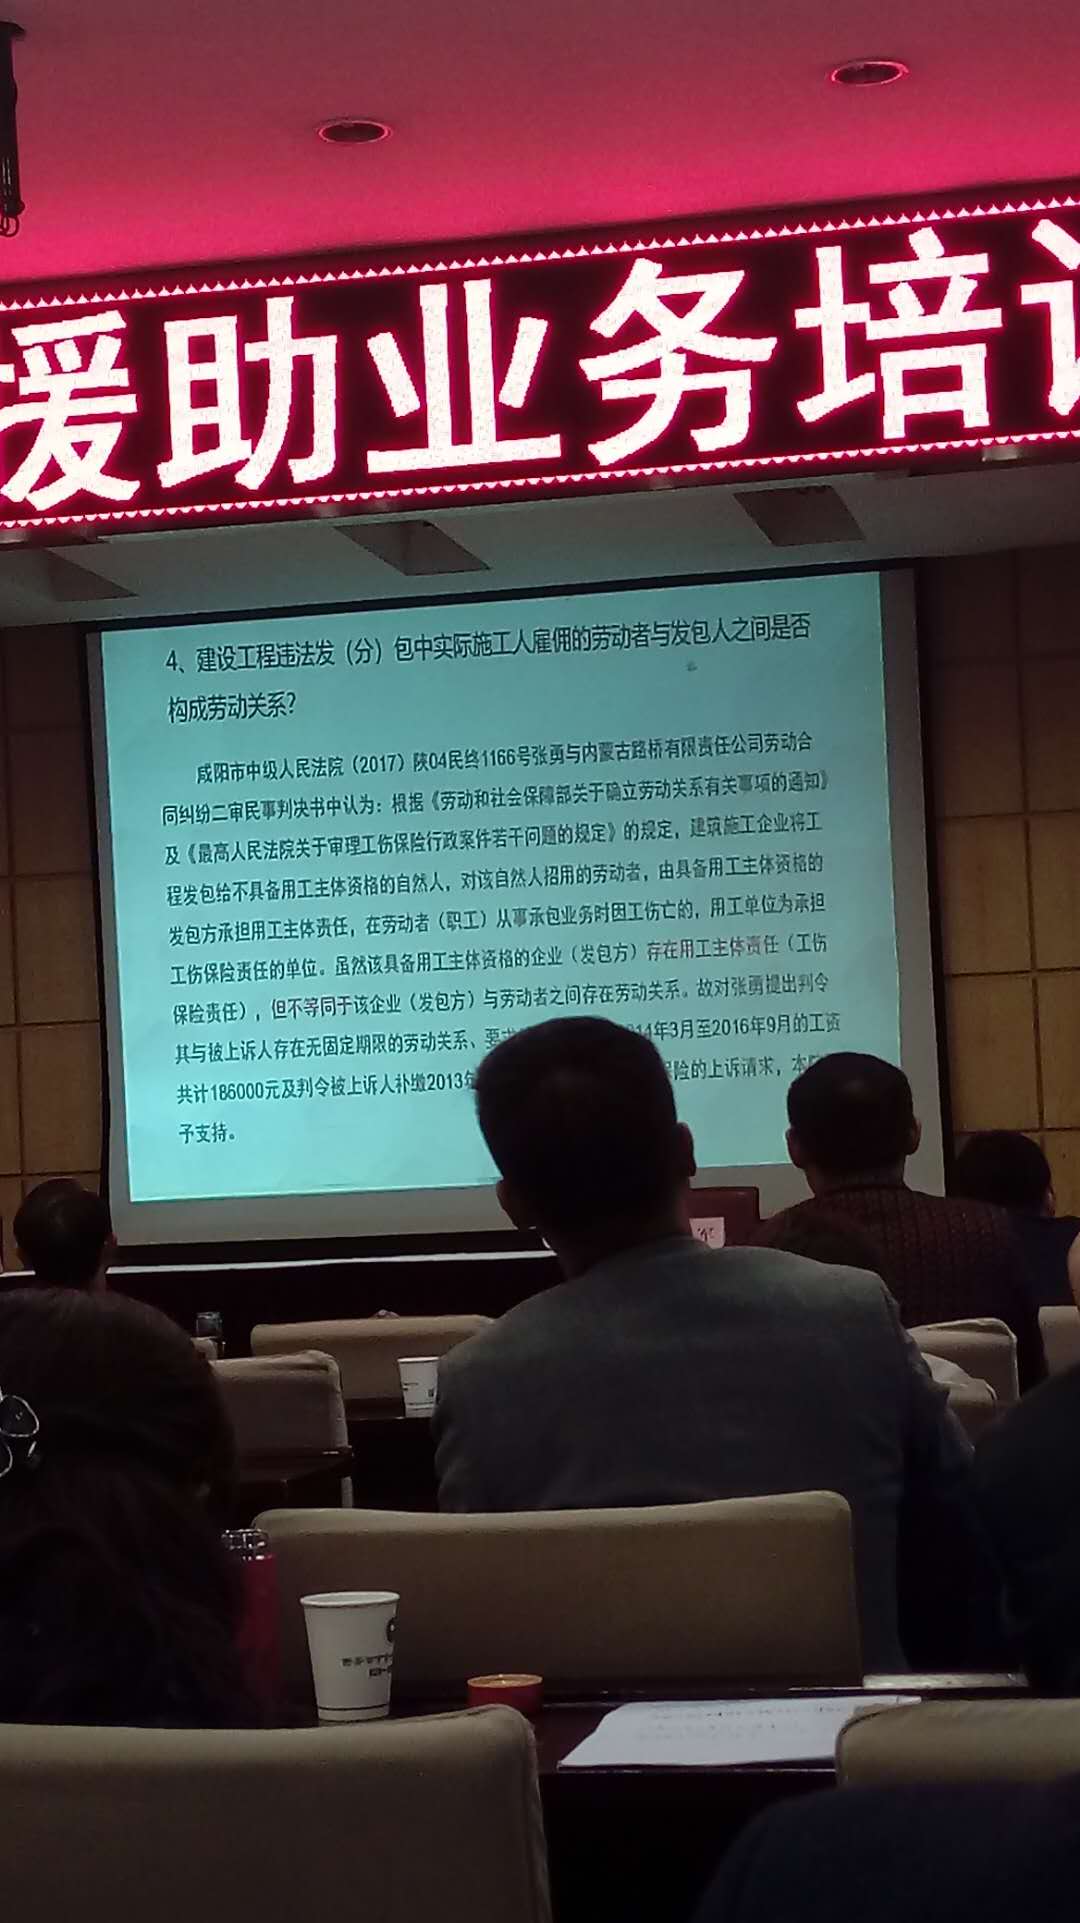 援助业务培训
4、建设工程违法发（分）包中实际施工人雇佣的劳动者与发包人之间是否
构成劳动关系?
咸阳市中级人民法院（2017）陕04民终1166号张勇与内蒙古路桥有限责任公司劳动合
同纠纷二审民事判决书中认为：根据《劳动和社会保障部关于确立劳动关系有关事项的通知》
及《最高人民法院关于审理工伤保险行政案件若干问题的规定》的规定，建筑施工企业将工
程发包给不具备用工主体资格的自然人，对该自然人招用的劳动者，由具备用工主体资格的
发包方承担用工主体责任，在劳动者（职工）从事承包业务时因工伤亡的，用工单位为承担
工伤保险责任的单位。虽然该具备用工主体资格的企业（发包方）存在用工主体责任（工伤
保险责任），但不等同于该企业（发包方）与劳动者之间存在劳动关系。故对张勇提出判令
其与被上诉人存在无固定期限的劳动关系、要求 14年3月至2016年9月的工资
共计186000元及判令被上诉人补缴2013年 险的上诉请求，本
予支持。